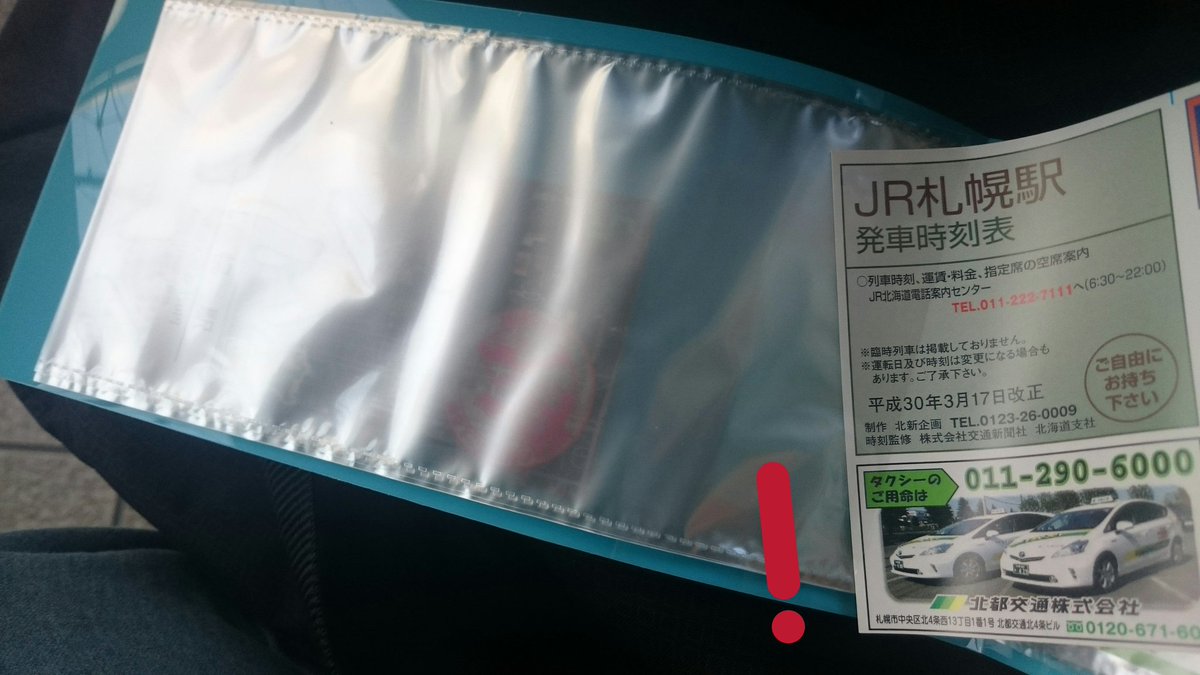 JR札幌駅
発車時刻表
○列車時刻、運賃・料金、指定席の空席案内
JR北海道電話案内センター
TEL.011-222-7111へ(6:30~22:00)
※臨時列車は掲載しておりません。
※運転日及び時刻は変更になる場合も
あります。ご了承下さい。
平成30年3月17日改正
ご自由に
お持ち
下さい
制作 北新企画 TEL.0123-26-0009
時刻監修 株式会社交通新聞社 北海道支社
タクシーの
ご用命は
011-290-6000
北都交通株式会社
札幌市中央区北4条西13丁目1番1号 北都交通北4条ビル
0120-671-60